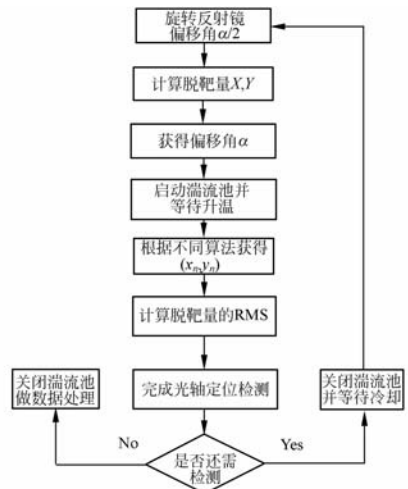 旋转反射镜
偏移角α/2
计算脱靶量X,Y
获得偏移角α
启动湍流池并
等待升温
根据不同算法获得
(xn,yn)
计算脱靶量的RMS
完成光轴定位检测
关闭湍流池
做数据处理
关闭湍流池
并等待冷却
No
Yes
是否还需
检测